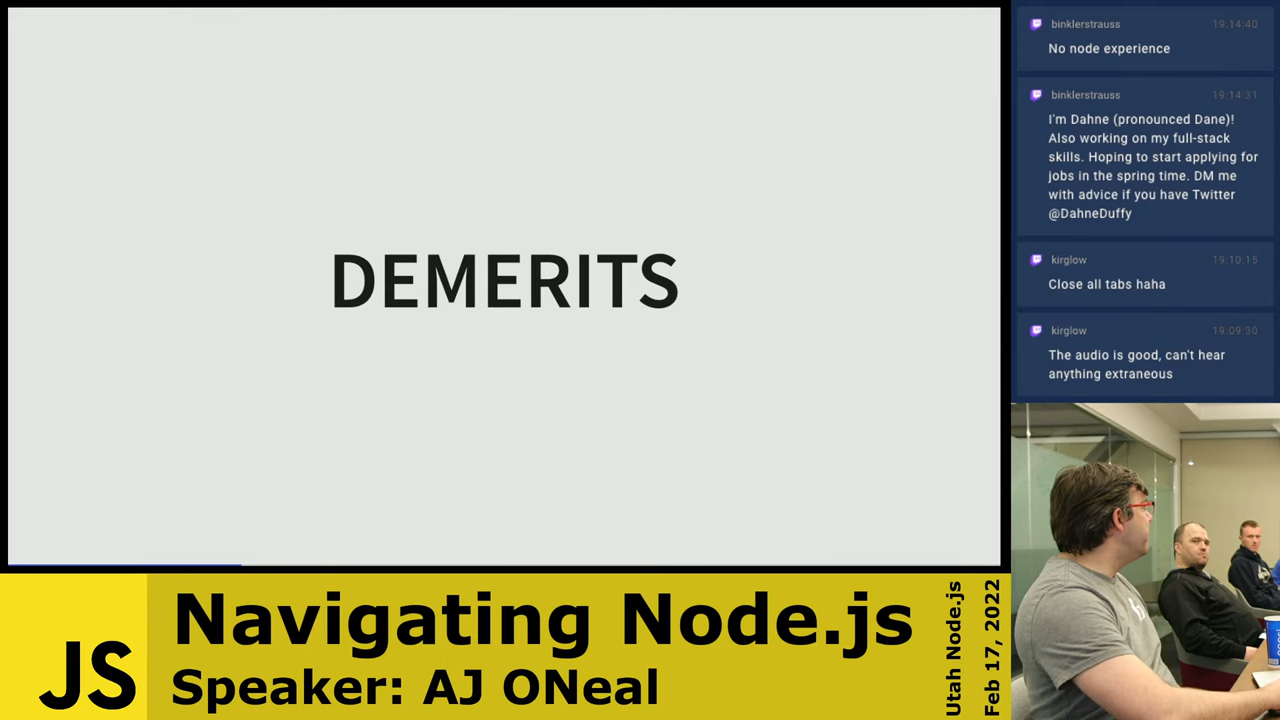 DEMERITS
binklerstrauss 19:14:40
No node experience
binklerstrauss 19:14:31
I'm Dahne (pronounced Dane)!
Also working on my full-stack
skills. Hoping to start applying for
jobs in the spring time. DM me
with advice if you have Twitter
@DahneDuffy
kirglow 19:10:15
Close all tabs haha
kirglow 19:09:30
The audio is good, can't hear
anything extraneous
JS
Navigating Node.js
Speaker: AJ ONeal
Utah Node.js
Feb 17, 2022